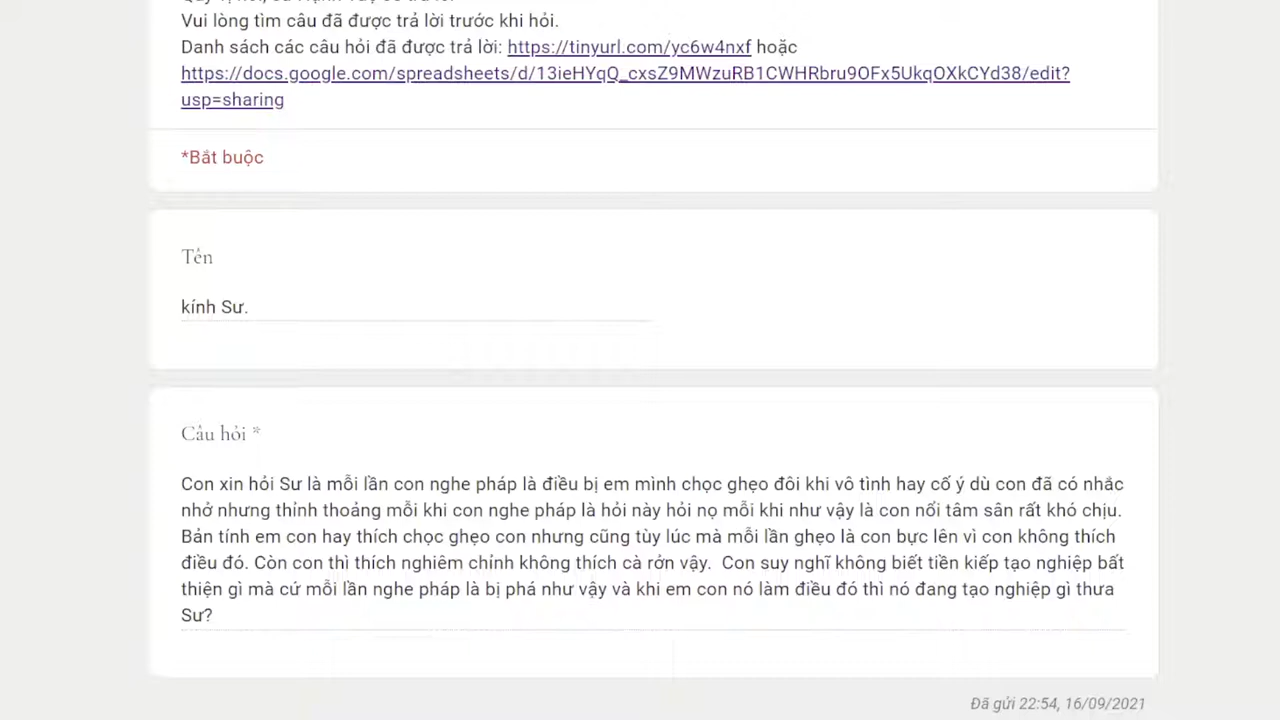 Vui lòng tìm câu đã được trả lời trước khi hỏi.
Danh sách các câu hỏi đã được trả lời: https://tinyurl.com/yc6w4nxf hoặc
https://docs.google.com/spreadsheets/d/13ieHYqQ_cxsZ9MWzuRB1CWHRbru9OFx5UkqOXkCYd38/edit?
usp=sharing
*Bắt buộc
Tên
kính Sư.
Câu hỏi *
Con xin hỏi Sư là mỗi lần con nghe pháp là điều bị em mình chọc ghẹo đôi khi vô tình hay cố ý dù con đã có nhắc
nhở nhưng thỉnh thoảng mỗi khi con nghe pháp là hỏi này hỏi nọ mỗi khi như vậy là con nổi tâm sân rất khó chịu.
Bản tính em con hay thích chọc ghẹo con nhưng cũng tùy lúc mà mỗi lần ghẹo là con bực lên vì con không thích
điều đó. Còn con thì thích nghiêm chỉnh không thích cà rởn vậy. Con suy nghĩ không biết tiền kiếp tạo nghiệp bất
thiện gì mà cứ mỗi lần nghe pháp là bị phá như vậy và khi em con nó làm điều đó thì nó đang tạo nghiệp gì thưa
Sư?
Đã gửi 22:54, 16/09/2021